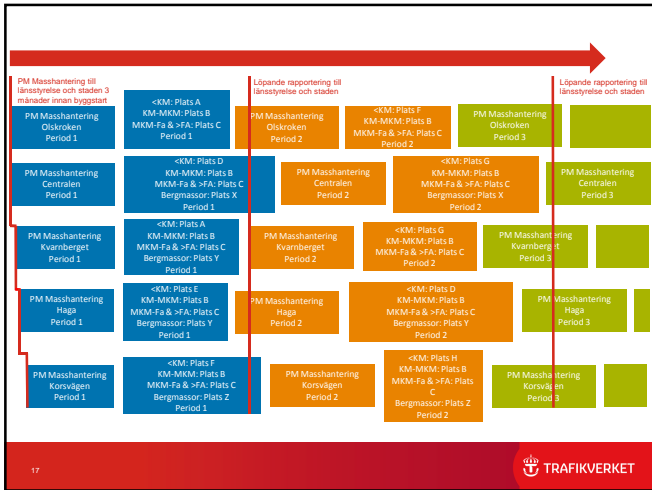 PM Masshantering till
länsstyrelse och staden 3
månader innan byggstart
Löpande rapportering till
länsstyrelse och staden
Löpande rapportering till
länsstyrelse och staden
PM Masshantering
Olskroken
Period 1
<KM: Plats A
KM-MKM: Plats B
MKM-Fa & >FA: Plats C
Period 1
PM Masshantering
Olskroken
Period 2
<KM: Plats F
KM-MKM: Plats B
MKM-Fa & >FA: Plats C
Period 2
PM Masshantering
Olskroken
Period 3
PM Masshantering
Centralen
Period 1
<KM: Plats D
KM-MKM: Plats B
MKM-Fa & >FA: Plats C
Bergmassor: Plats X
Period 1
PM Masshantering
Centralen
Period 2
<KM: Plats G
KM-MKM: Plats B
MKM-Fa & >FA: Plats C
Bergmassor: Plats X
Period 2
PM Masshantering
Centralen
Period 3
PM Masshantering
Kvarnberget
Period 1
<KM: Plats A
KM-MKM: Plats B
MKM-Fa & >FA: Plats C
Bergmassor: Plats Y
Period 1
PM Masshantering
Kvarnberget
Period 2
<KM: Plats G
KM-MKM: Plats B
MKM-Fa & >FA: Plats C
Period 2
PM Masshantering
Kvarnberget
Period 3
PM Masshantering
Haga
Period 1
<KM: Plats E
KM-MKM: Plats B
MKM-Fa & >FA: Plats C
Bergmassor: Plats Y
Period 1
PM Masshantering
Haga
Period 2
<KM: Plats D
KM-MKM: Plats B
MKM-Fa & >FA: Plats C
Bergmassor: Plats Y
Period 2
PM Masshantering
Haga
Period 3
PM Masshantering
Korsvägen
Period 1
<KM: Plats F
KM-MKM: Plats B
MKM-Fa & >FA: Plats C
Bergmassor: Plats Z
Period 1
PM Masshantering
Korsvägen
Period 2
<KM: Plats H
KM-MKM: Plats B
MKM-Fa & >FA: Plats
C
Bergmassor: Plats Z
Period 2
PM Masshantering
Korsvägen
Period 3
17
TRAFIKVERKET